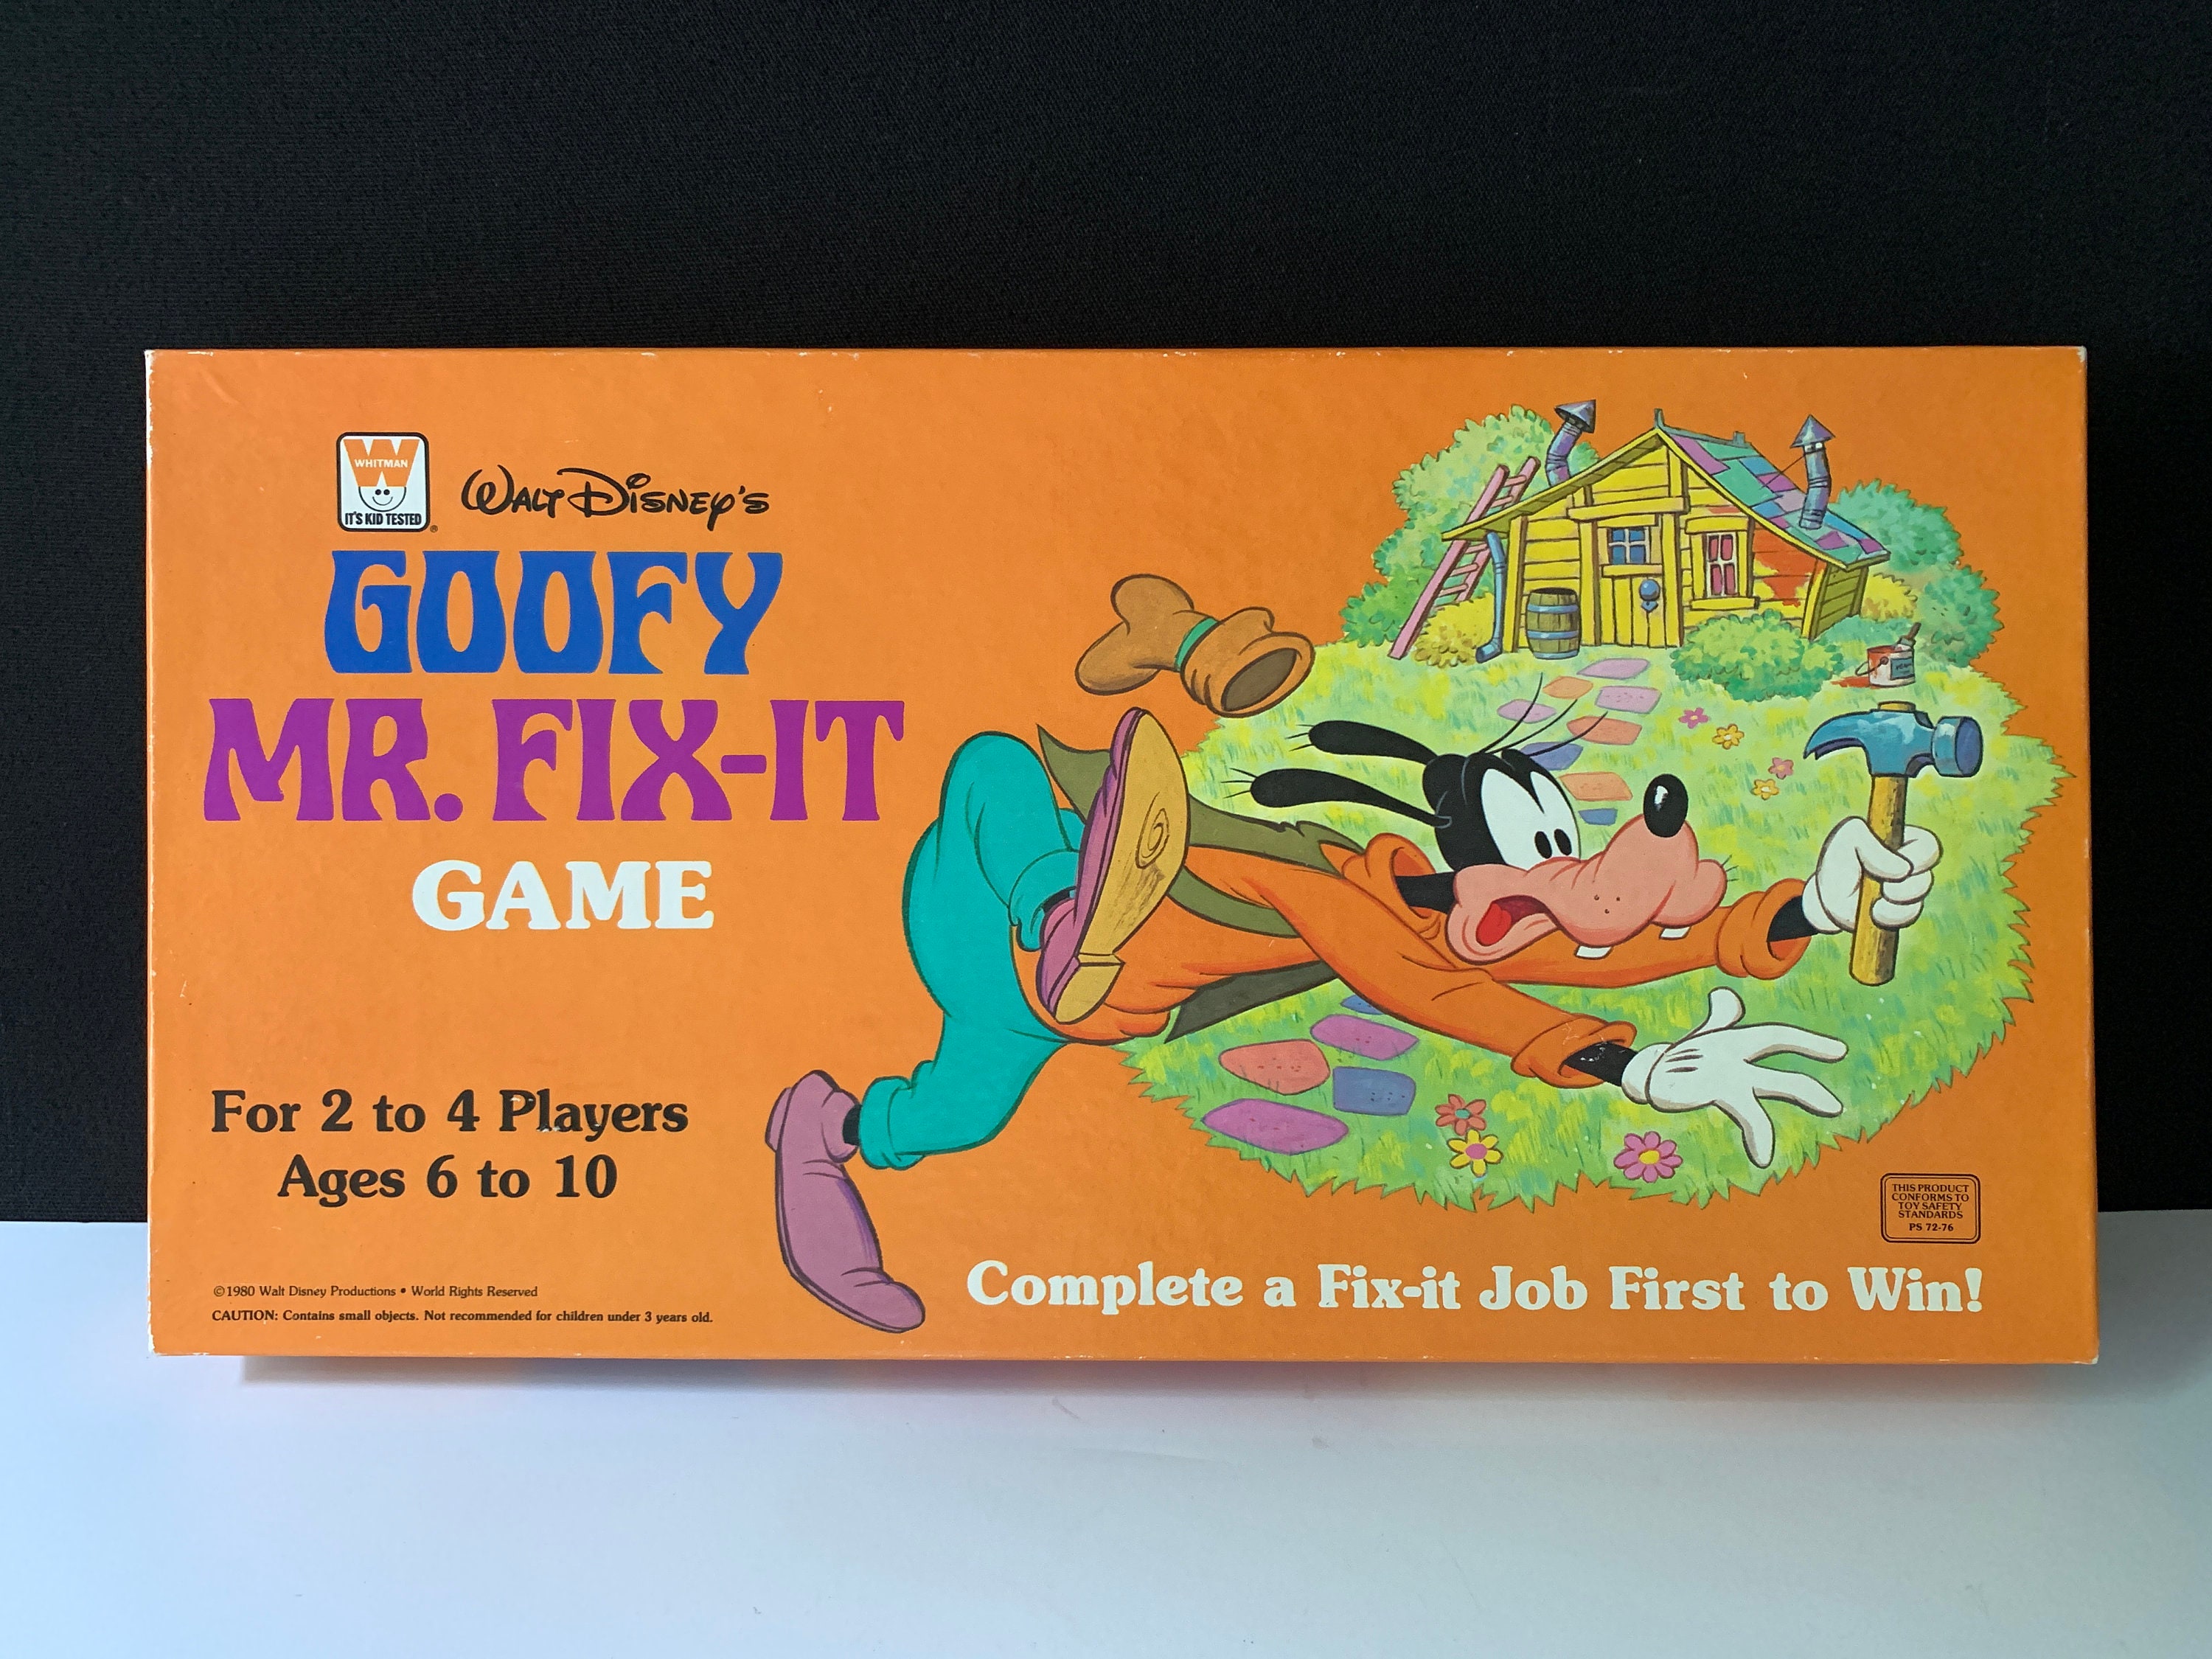 WHITMAN
IT'S KID TESTED
®
WALT DISNEY'S
GOOFY
MR. FIX-IT
GAME
For 2 to 4 Players
Ages 6 to 10
©1980 Walt Disney Productions • World Rights Reserved
CAUTION: Contains small objects. Not recommended for children under 3 years old.
THIS PRODUCT
CONFORMS TO
TOY SAFETY
STANDARDS
PS 72-76
Complete a Fix-it Job First to Win!